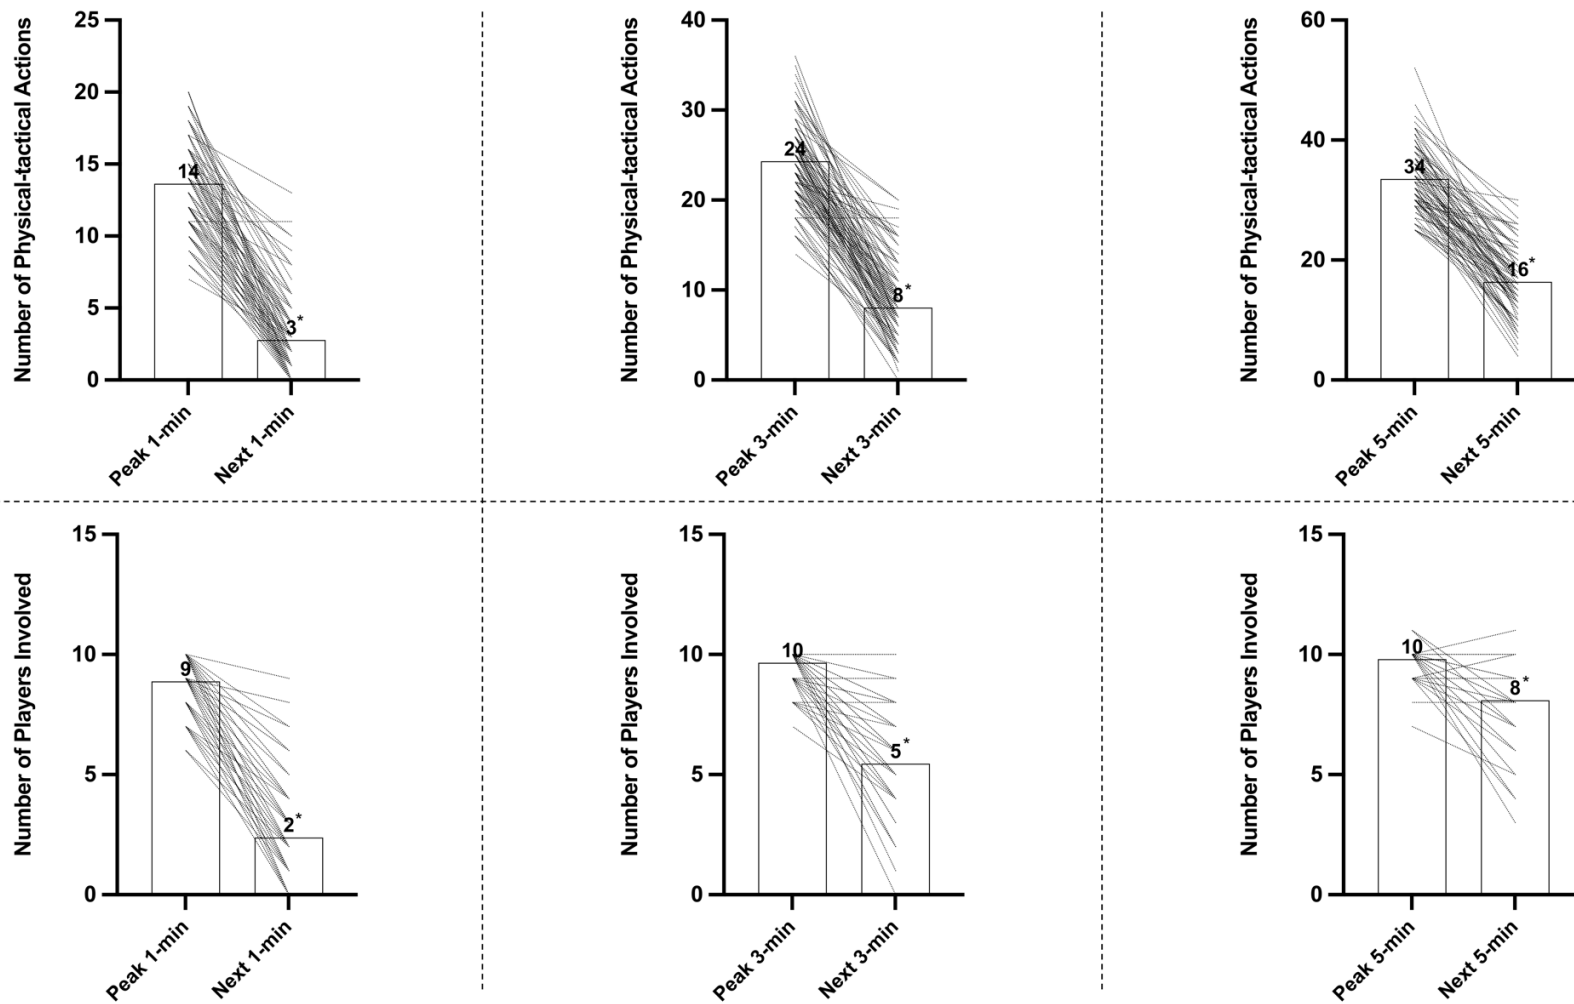 Number of Physical-tactical Actions
25
20
15
10
5
0
14
3*
Peak 1-min
Next 1-min
Number of Physical-tactical Actions
40
30
20
10
0
24
8*
Peak 3-min
Next 3-min
Number of Physical-tactical Actions
60
40
20
0
34
16*
Peak 5-min
Next 5-min
Number of Players Involved
15
10
5
0
9
2*
Peak 1-min
Next 1-min
Number of Players Involved
15
10
5
0
10
5*
Peak 3-min
Next 3-min
Number of Players Involved
15
10
5
0
10
8*
Peak 5-min
Next 5-min